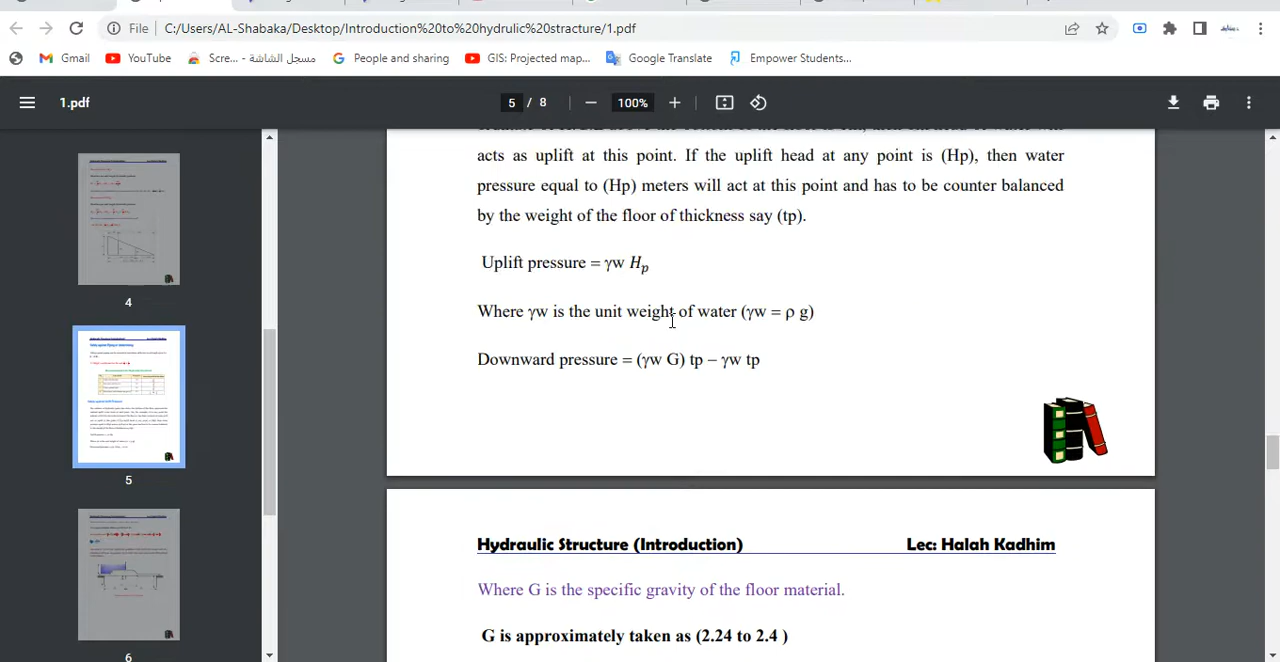 File C:/Users/AL-Shabaka/Desktop/Introduction%20to%20hydrulic%20stracture/1.pdf
Gmail YouTube Scre... - مسجل الشاشة People and sharing GIS: Projected map... Google Translate Empower Students...
1.pdf 5 / 8 100%
acts as uplift at this point. If the uplift head at any point is (Hp), then water
pressure equal to (Hp) meters will act at this point and has to be counter balanced
by the weight of the floor of thickness say (tp).
Uplift pressure = γw Hp
Where γw is the unit weight of water (γw = ρ g)
Downward pressure = (γw G) tp – γw tp
4
5
6
Hydraulic Structure (Introduction) Lec: Halah Kadhim
Where G is the specific gravity of the floor material.
G is approximately taken as (2.24 to 2.4 )